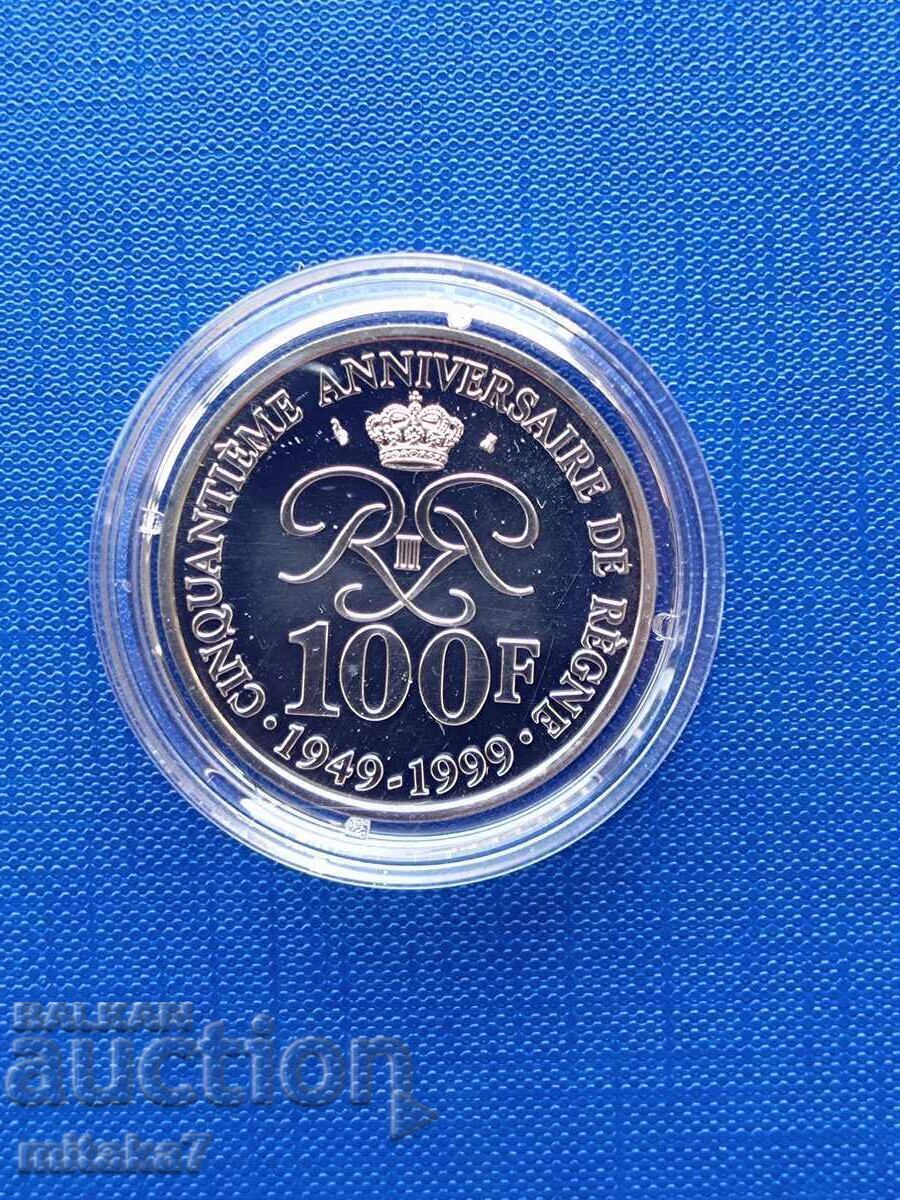 CINQUANTIÈME ANNIVERSAIRE DE RÈGNE
III
100F
· 1949-1999 ·
BALKAN
auction
mitaka7